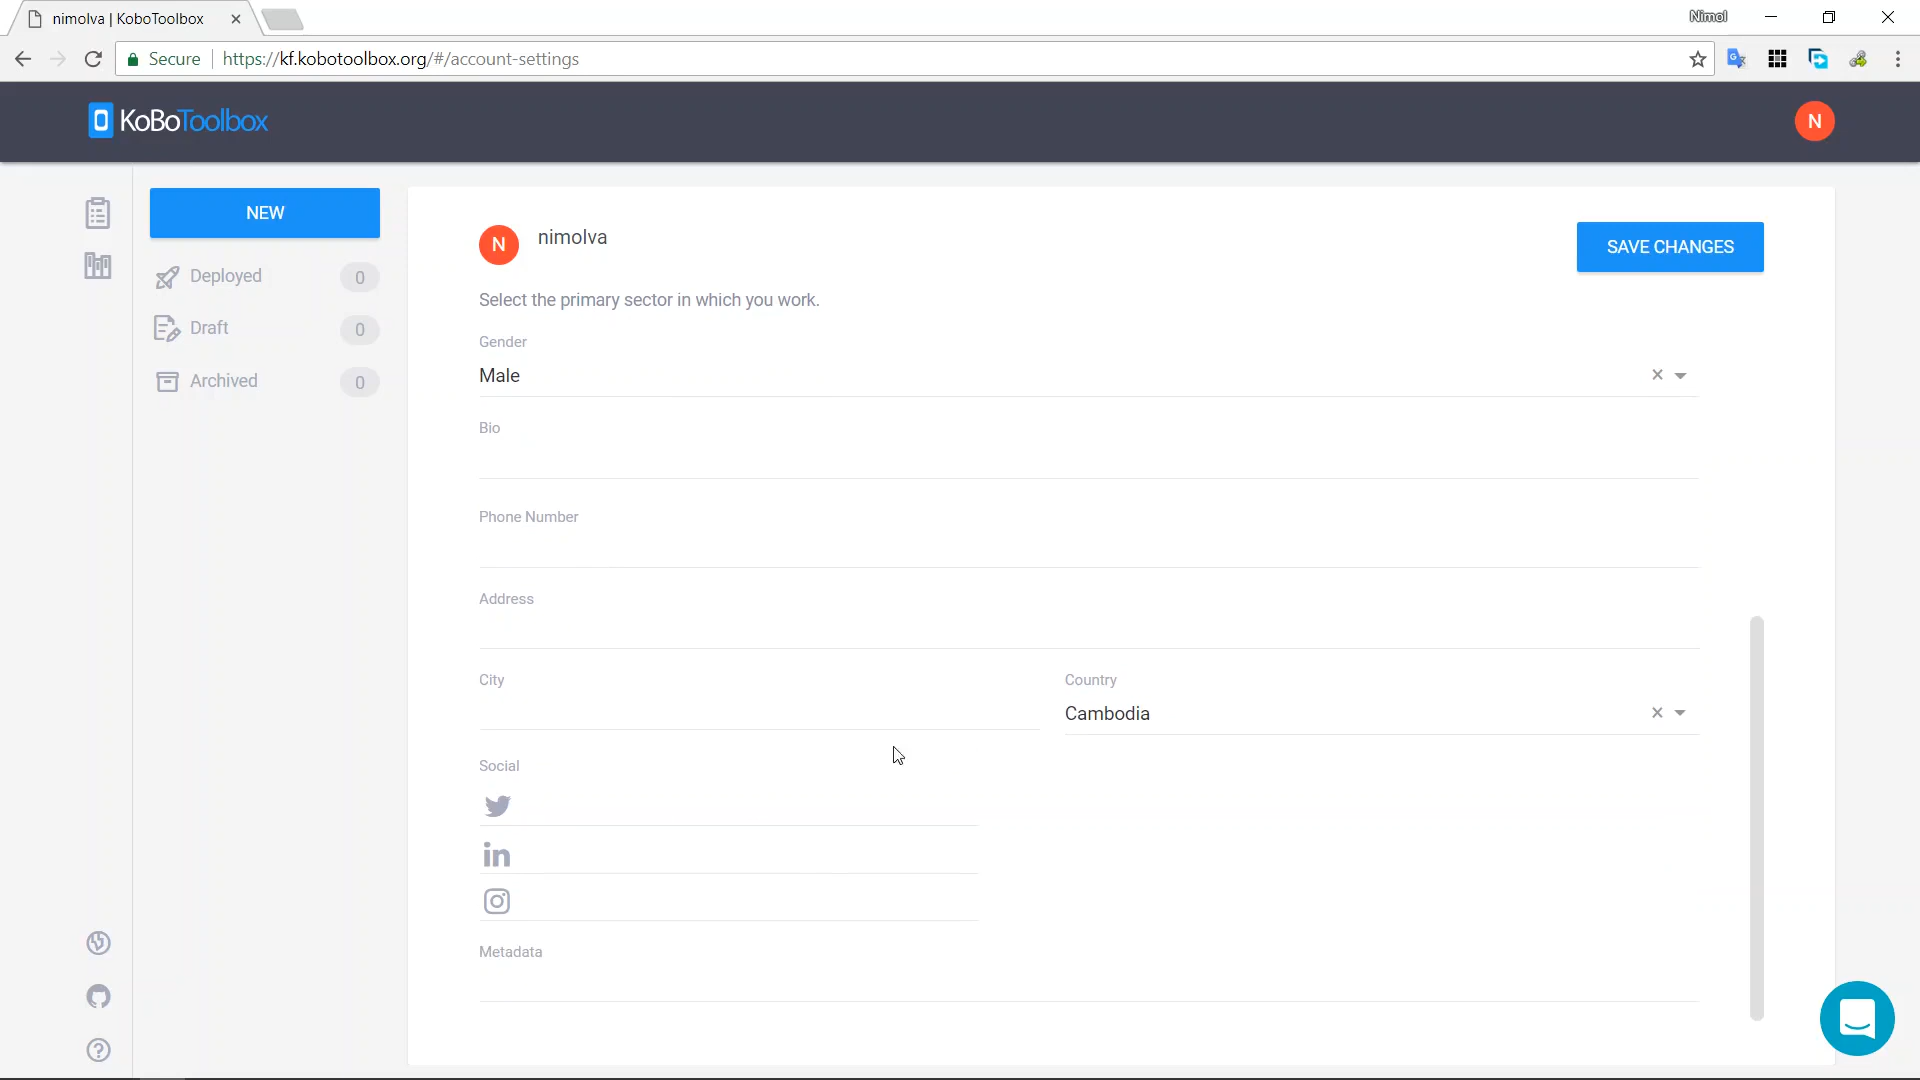 nimolva | KoboToolbox
Nimol
Secure https://kf.kobotoolbox.org/#/account-settings
KoBoToolbox
N
NEW
Deployed 0
Draft 0
Archived 0
N nimolva
SAVE CHANGES
Select the primary sector in which you work.
Gender
Male
Bio
Phone Number
Address
City
Country
Cambodia
Social
in
Metadata